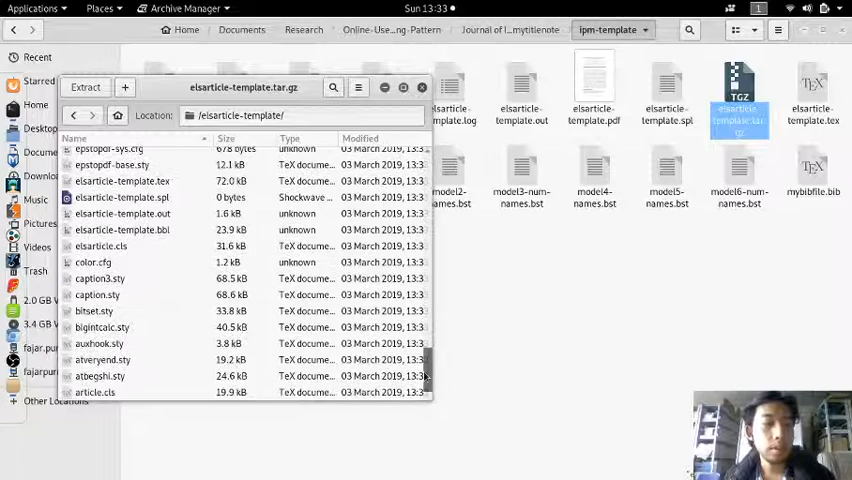 Applications
Places
Archive Manager
Sun 13:33
1
Home
Documents
Research
Online-Use...ng-Pattern
Journal of I...mytitlenote
ipm-template
Recent
Starred
Home
Desktop
Docume
Downlo
Music
Pictures
Videos
Trash
2.0 GB V
3.4 GB
fajar.pur
fajarpur
Other Locations
Extract
elsarticle-template.tar.gz
Location:
/elsarticle-template/
Name
Size
Type
Modified
epstopdf-sys.cfg 678 bytes unknown 03 March 2019, 13:3
epstopdf-base.sty 12.1 kB TeX docume... 03 March 2019, 13:3
elsarticle-template.tex 72.0 kB TeX docume... 03 March 2019, 13:3
elsarticle-template.spl 0 bytes Shockwave ... 03 March 2019, 13:3
elsarticle-template.out 1.6 kB unknown 03 March 2019, 13:3
elsarticle-template.bbl 23.9 kB unknown 03 March 2019, 13:3
elsarticle.cls 31.6 kB TeX docume... 03 March 2019, 13:3
color.cfg 1.2 kB unknown 03 March 2019, 13:3
caption3.sty 68.5 kB TeX docume... 03 March 2019, 13:3
caption.sty 68.6 kB TeX docume... 03 March 2019, 13:3
bitset.sty 33.8 kB TeX docume... 03 March 2019, 13:3
bigintcalc.sty 40.5 kB TeX docume... 03 March 2019, 13:3
auxhook.sty 3.8 kB TeX docume... 03 March 2019, 13:3
atveryend.sty 19.2 kB TeX docume... 03 March 2019, 13:3
atbegshi.sty 24.6 kB TeX docume... 03 March 2019, 13:3
article.cls 19.9 kB TeX docume... 03 March 2019, 13:3
elsarticle-template.log
elsarticle-template.out
elsarticle-template.pdf
elsarticle-template.spl
TGZ
elsarticle-template.tar.gz
TEX
elsarticle-template.tex
model2-names.bst
model3-num-names.bst
model4-names.bst
model5-names.bst
model6-num-names.bst
TEX
mybibfile.bib